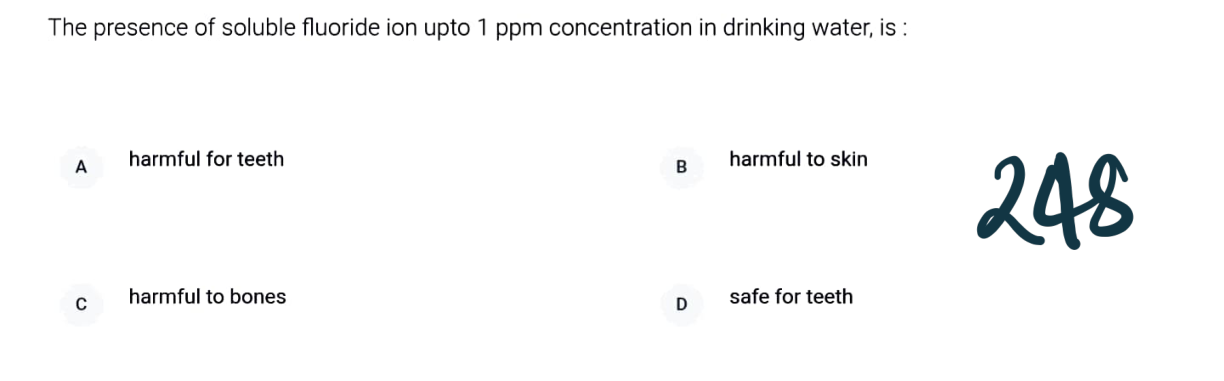 The presence of soluble fluoride ion upto 1 ppm concentration in drinking water, is :
A harmful for teeth
B harmful to skin
248
C harmful to bones
D safe for teeth